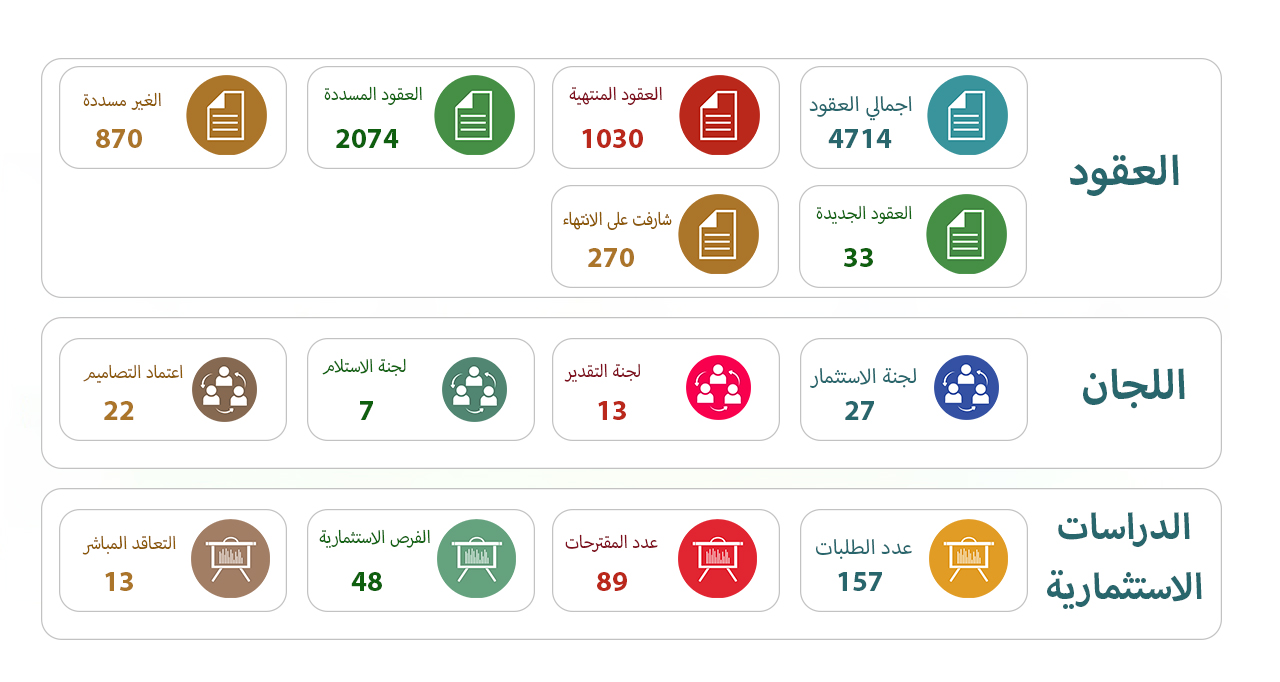 العقود
اجمالي العقود
4714
العقود المنتهية
1030
العقود المسددة
2074
الغير مسددة
870
العقود الجديدة
33
شارفت على الانتهاء
270
اللجان
لجنة الاستثمار
27
لجنة التقدير
13
لجنة الاستلام
7
اعتماد التصاميم
22
الدراسات
الاستثمارية
عدد الطلبات
157
عدد المقترحات
89
الفرص الاستثمارية
48
التعاقد المباشر
13